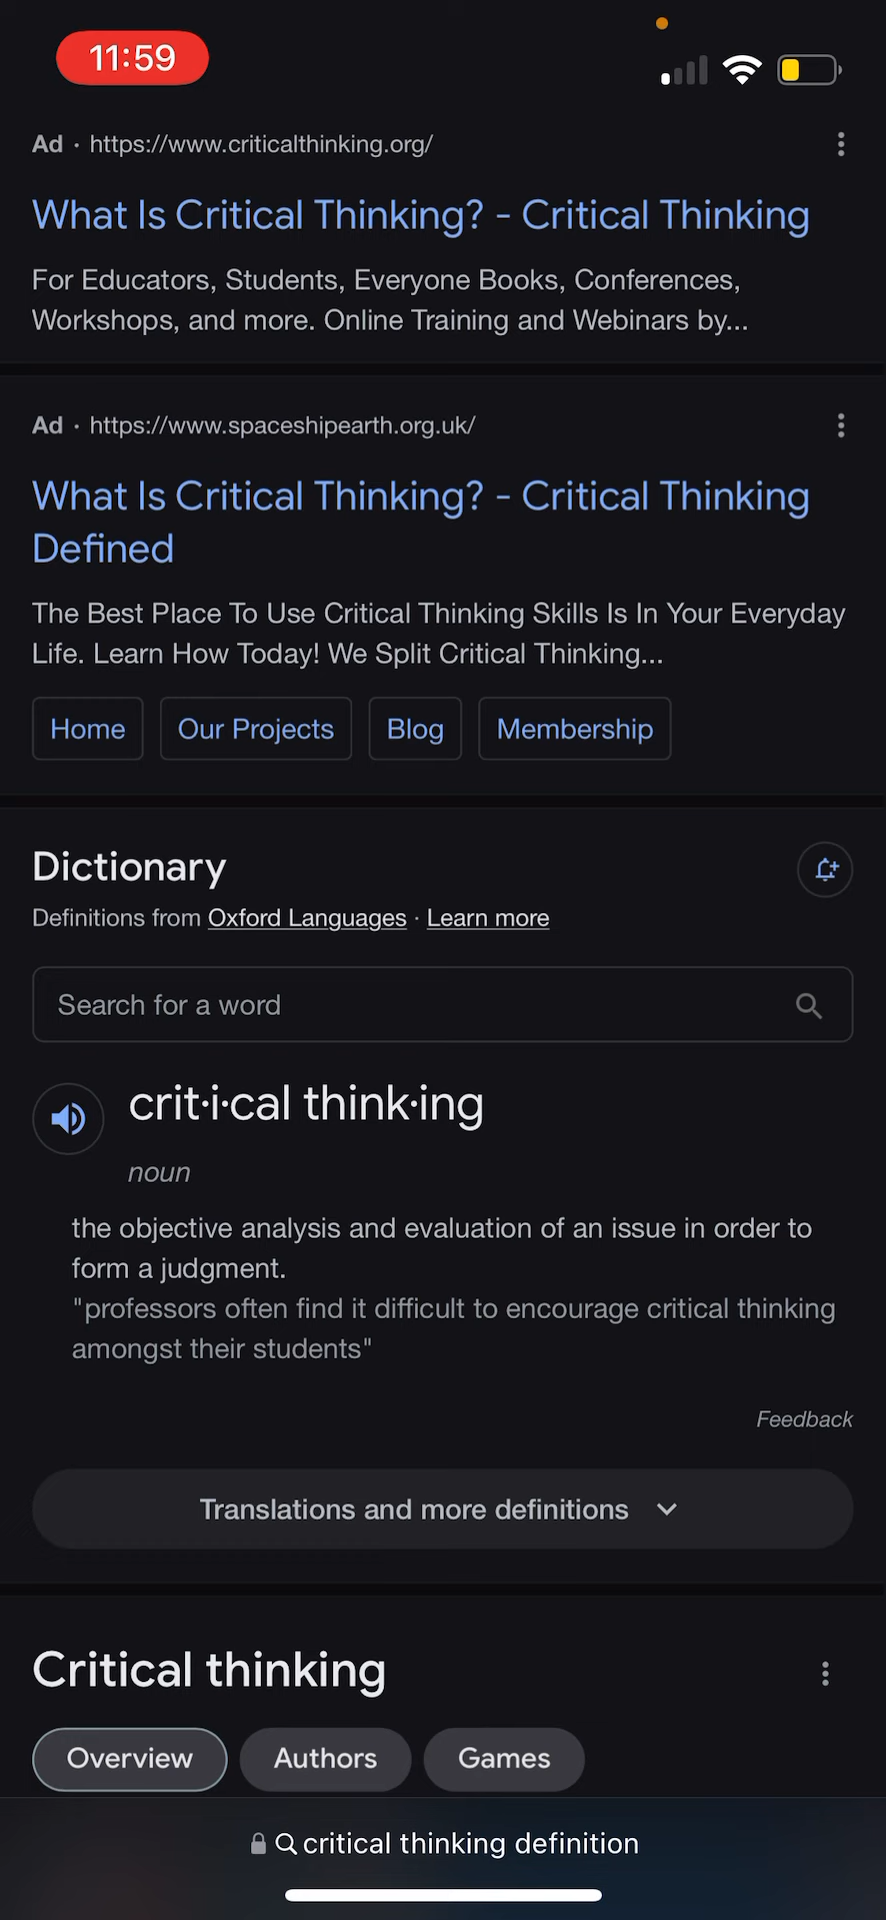 11:59
Ad · https://www.criticalthinking.org/
What Is Critical Thinking? - Critical Thinking
For Educators, Students, Everyone Books, Conferences,
Workshops, and more. Online Training and Webinars by...
Ad · https://www.spaceshipearth.org.uk/
What Is Critical Thinking? - Critical Thinking
Defined
The Best Place To Use Critical Thinking Skills Is In Your Everyday
Life. Learn How Today! We Split Critical Thinking...
Home Our Projects Blog Membership
Dictionary
Definitions from Oxford Languages · Learn more
Search for a word
crit·i·cal think·ing
noun
the objective analysis and evaluation of an issue in order to
form a judgment.
"professors often find it difficult to encourage critical thinking
amongst their students"
Feedback
Translations and more definitions
Critical thinking
Overview Authors Games
critical thinking definition